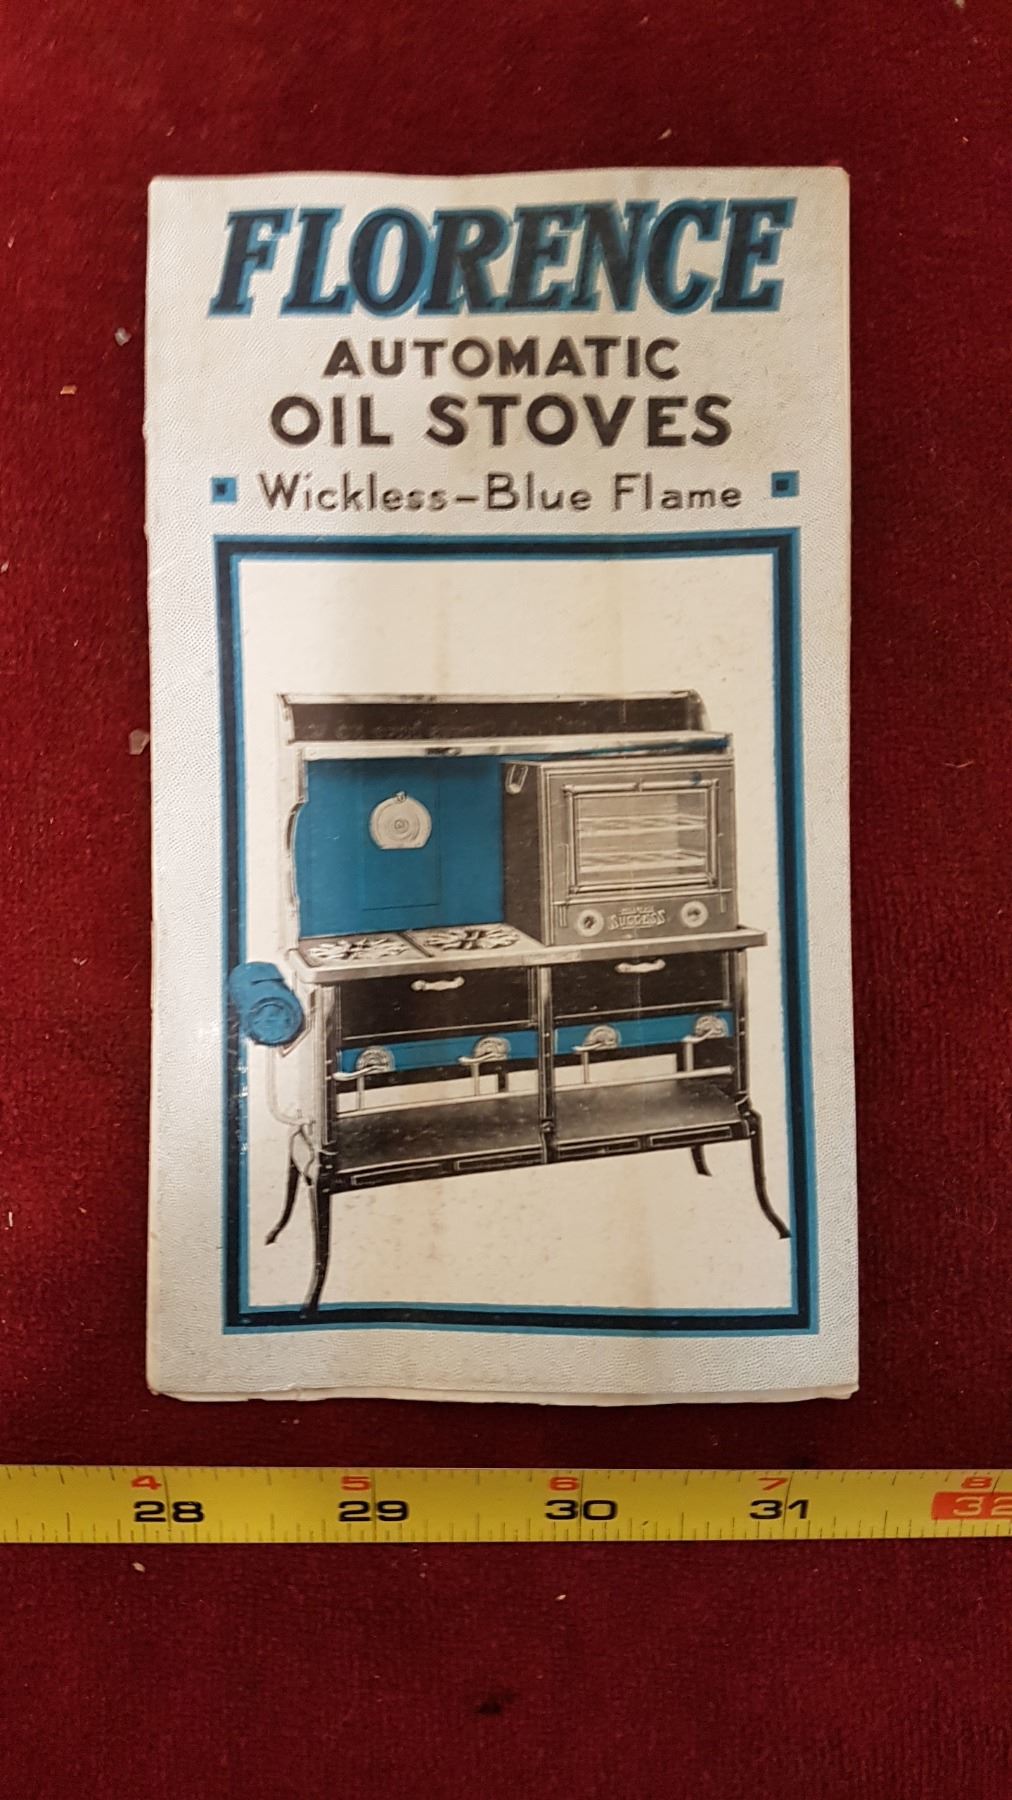 FLORENCE
AUTOMATIC
OIL STOVES
Wickless-Blue Flame
SUCCESS
4 5 6 7 8
28 29 30 31 32